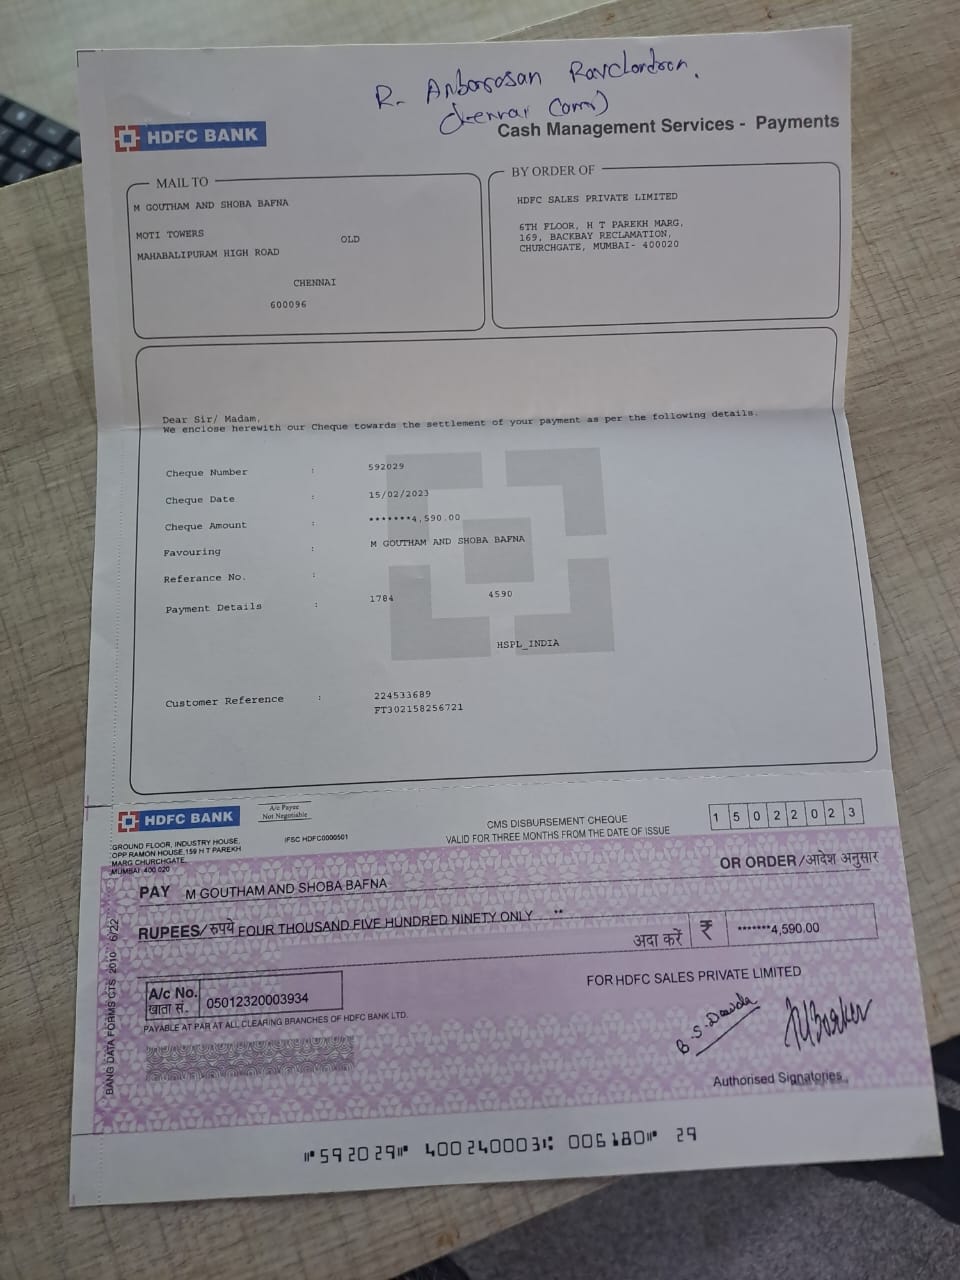 R. Anbarasan Ravchandran.
Chennai
HDFC BANK
Cash Management Services - Payments
MAIL TO
M GOUTHAM AND SHOBA BAFNA
MOTI TOWERS
OLD
MAHABALIPURAM HIGH ROAD
CHENNAI
600096
BY ORDER OF
HDFC SALES PRIVATE LIMITED
6TH FLOOR, H T PAREKH MARG,
169, BACKBAY RECLAMATION,
CHURCHGATE, MUMBAI- 400020
Dear Sir/ Madam,
We enclose herewith our Cheque towards the settlement of your payment as per the following details.
Cheque Number : 592029
Cheque Date : 15/02/2023
Cheque Amount : *******4,590.00
Favouring : M GOUTHAM AND SHOBA BAFNA
Referance No. :
Payment Details : 1784 4590
HSPL_INDIA
Customer Reference : 224533689
FT302158256721
HDFC BANK
A/c Payee
Not Negotiable
GROUND FLOOR, INDUSTRY HOUSE,
OPP RAMON HOUSE,159 H T PAREKH
MARG CHURCHGATE,
MUMBAI 400 020
IFSC HDFC0000501
CMS DISBURSEMENT CHEQUE
VALID FOR THREE MONTHS FROM THE DATE OF ISSUE
1 5 0 2 2 0 2 3
PAY M GOUTHAM AND SHOBA BAFNA
OR ORDER/आदेश अनुसार
RUPEES/रुपये FOUR THOUSAND FIVE HUNDRED NINETY ONLY **
अदा करें ₹ *******4,590.00
A/c No.
खाता सं. 05012320003934
PAYABLE AT PAR AT ALL CLEARING BRANCHES OF HDFC BANK LTD.
FOR HDFC SALES PRIVATE LIMITED
Authorised Signatories
BANG DATA FORMS CTS 2010 6/22
⑈592029⑈ 400240003⑆ 006180⑈ 29